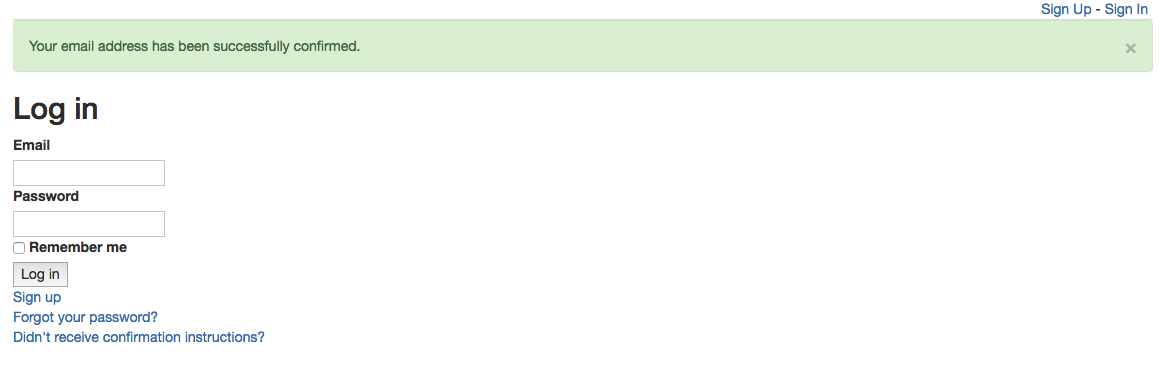 Sign Up - Sign In
Your email address has been successfully confirmed. ×
Log in
Email
Password
Remember me
Log in
Sign up
Forgot your password?
Didn't receive confirmation instructions?